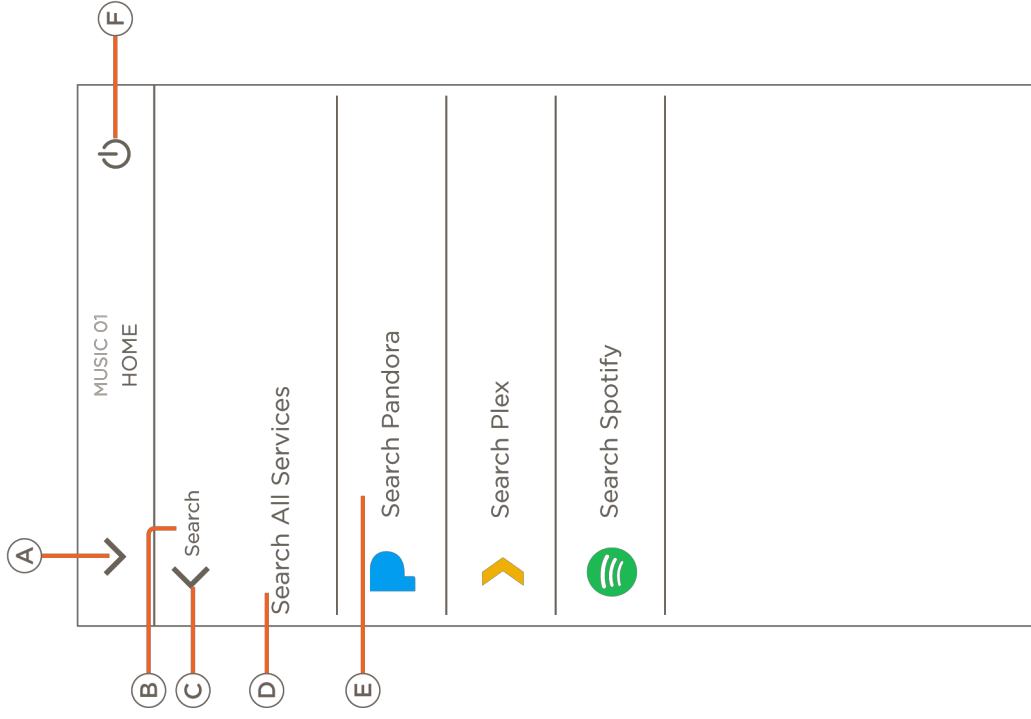 F
MUSIC 01
HOME
A
Search
B
C
Search All Services
D
Search Pandora
E
Search Plex
Search Spotify